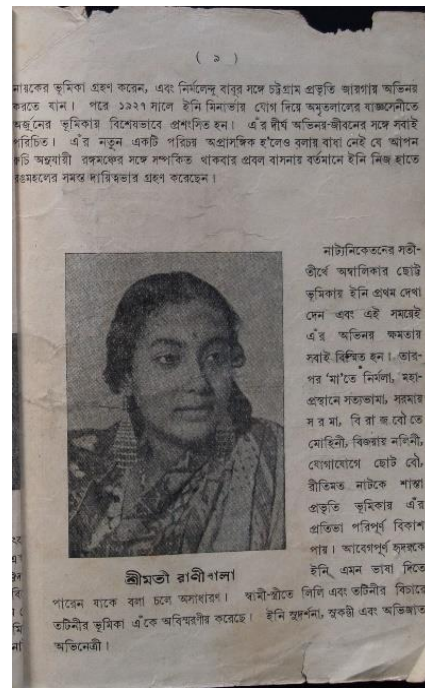 ( ৯ )
নায়কের ভূমিকা গ্রহণ করেন, এবং নির্মলেন্দু বাবুর সঙ্গে চট্টগ্রাম প্রভৃতি জায়গায় অভিনয়
করতে যান। পরে ১৯২৭ সালে ইনি মিনার্ভায় যোগ দিয়ে অমৃতলালের যাজ্ঞসেনীতে
অর্জুনের ভূমিকায় বিশেষভাবে প্রশংসিত হন। এঁর দীর্ঘ অভিনয়-জীবনের সঙ্গে সবাই
পরিচিত। এঁর নতুন একটি পরিচয় অপ্রাসঙ্গিক হ'লেও বলায় বাধা নেই যে আপন
রুচি অনুযায়ী রঙ্গমঞ্চের সঙ্গে সম্পর্কিত থাকবার প্রবল বাসনায় বর্তমানে ইনি নিজ হাতে
রঙমহলের সমস্ত দায়িত্বভার গ্রহণ করেছেন।
নাট্যনিকেতনের সতী-
তীর্থে অম্বালিকার ছোট্ট
ভূমিকায় ইনি প্রথম দেখা
দেন এবং এই সময়েই
এঁর অভিনয় ক্ষমতায়
সবাই বিস্মিত হন। তার-
পর 'মা'তে নির্মলা, মহা-
প্রস্থানে সত্যভামা, সরমায়
সরমা, বিরাজ বৌ তে
মোহিনী, বিজয়ায় নলিনী,
যোগাযোগে ছোট বৌ,
রীতিমত নাটকে শান্তা
প্রভৃতি ভূমিকায় এঁর
প্রতিভা পরিপূর্ণ বিকাশ
পায়। আবেগপূর্ণ হৃদয়কে
ইনি এমন ভাষা দিতে
শ্রীমতী রাণীবালা
পারেন যাকে বলা চলে অসাধারণ। স্বামী-স্ত্রীতে লিলি এবং তটিনীর বিচারে
তটিনীর ভূমিকা এঁকে অবিস্মরণীয় করেছে। ইনি সুদর্শনা, সুকণ্ঠী এবং অভিজাত
অভিনেত্রী।